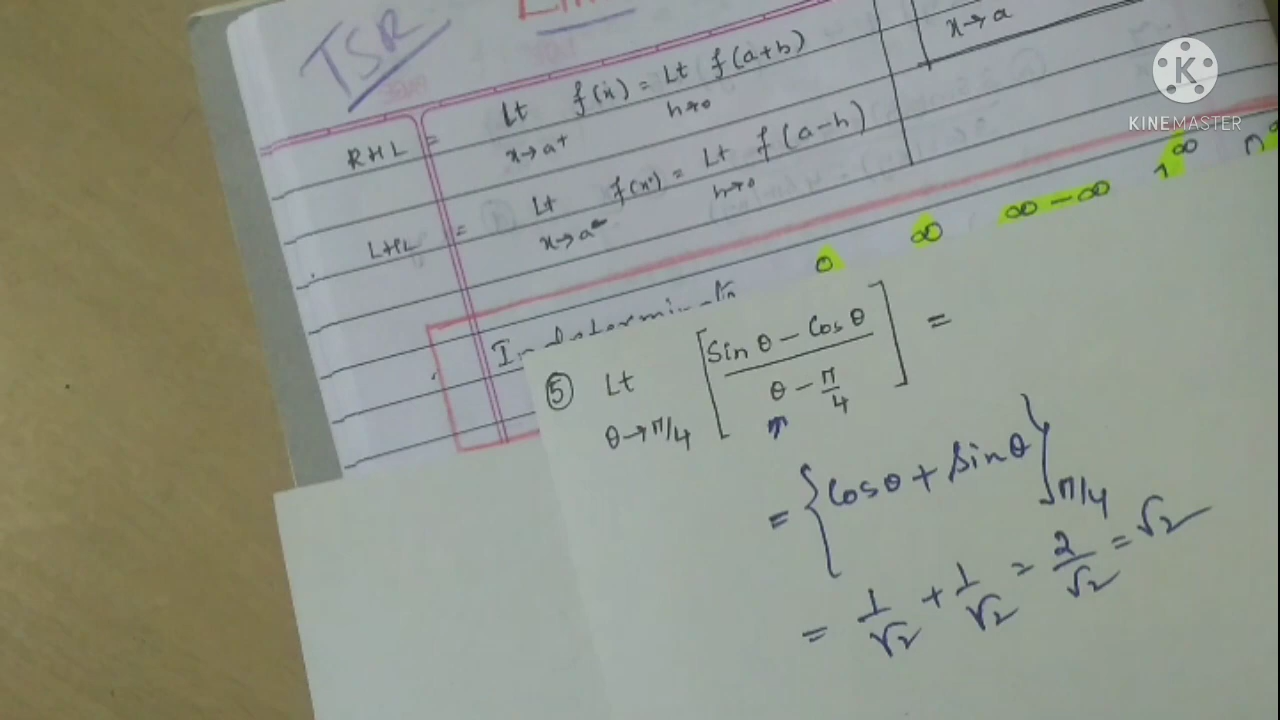 TSR
x→a
KINEMASTER
RHL = Lt f(x) = Lt f(a+h)
x→a⁺ h→0
LHL = Lt f(x) = Lt f(a-h)
x→a⁻ h→0
0 ∞ ∞-∞ 1^∞
⑤ Lt [Sin θ - Cos θ / θ - π/4] =
θ→π/4
= {Cos θ + Sin θ}π/4
= 1/√2 + 1/√2 = 2/√2 = √2